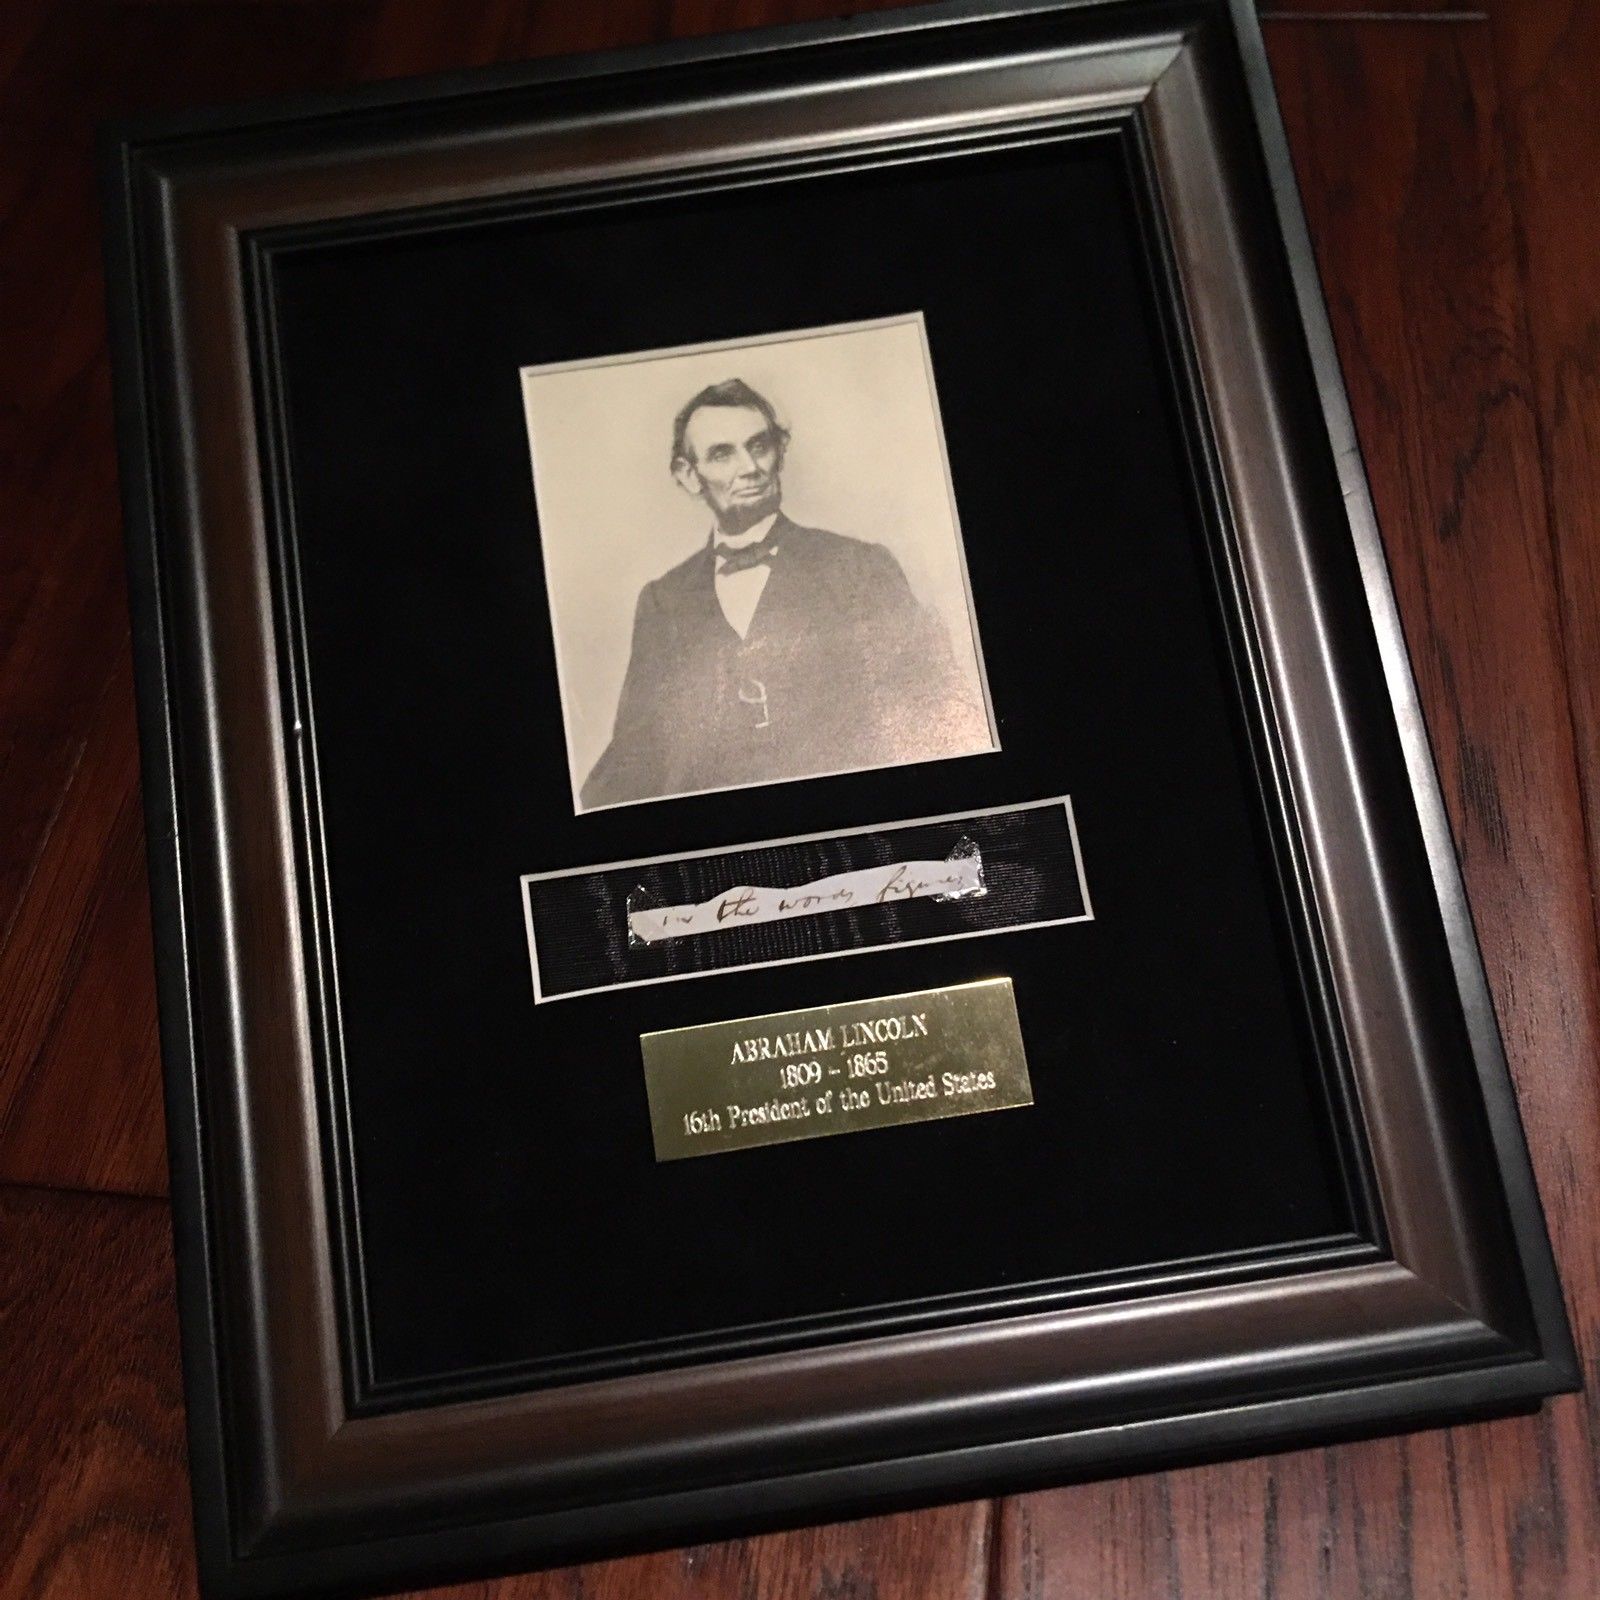 in the words figures
ABRAHAM LINCOLN
1809 - 1865
16th President of the United States